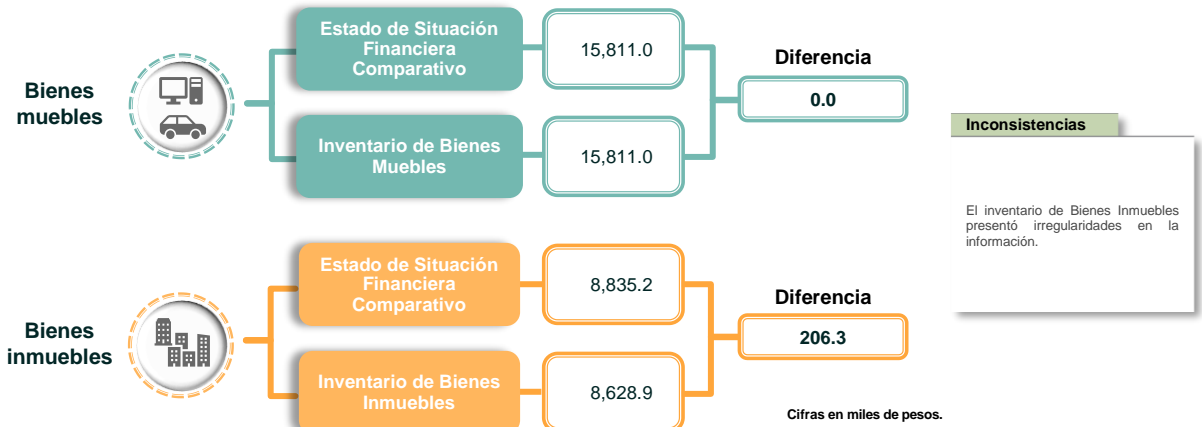 Bienes
muebles
Estado de Situación
Financiera
Comparativo
15,811.0
Inventario de Bienes
Muebles
15,811.0
Diferencia
0.0
Inconsistencias
El inventario de Bienes Inmuebles
presentó irregularidades en la
información.
Bienes
inmuebles
Estado de Situación
Financiera
Comparativo
8,835.2
Inventario de Bienes
Inmuebles
8,628.9
Diferencia
206.3
Cifras en miles de pesos.